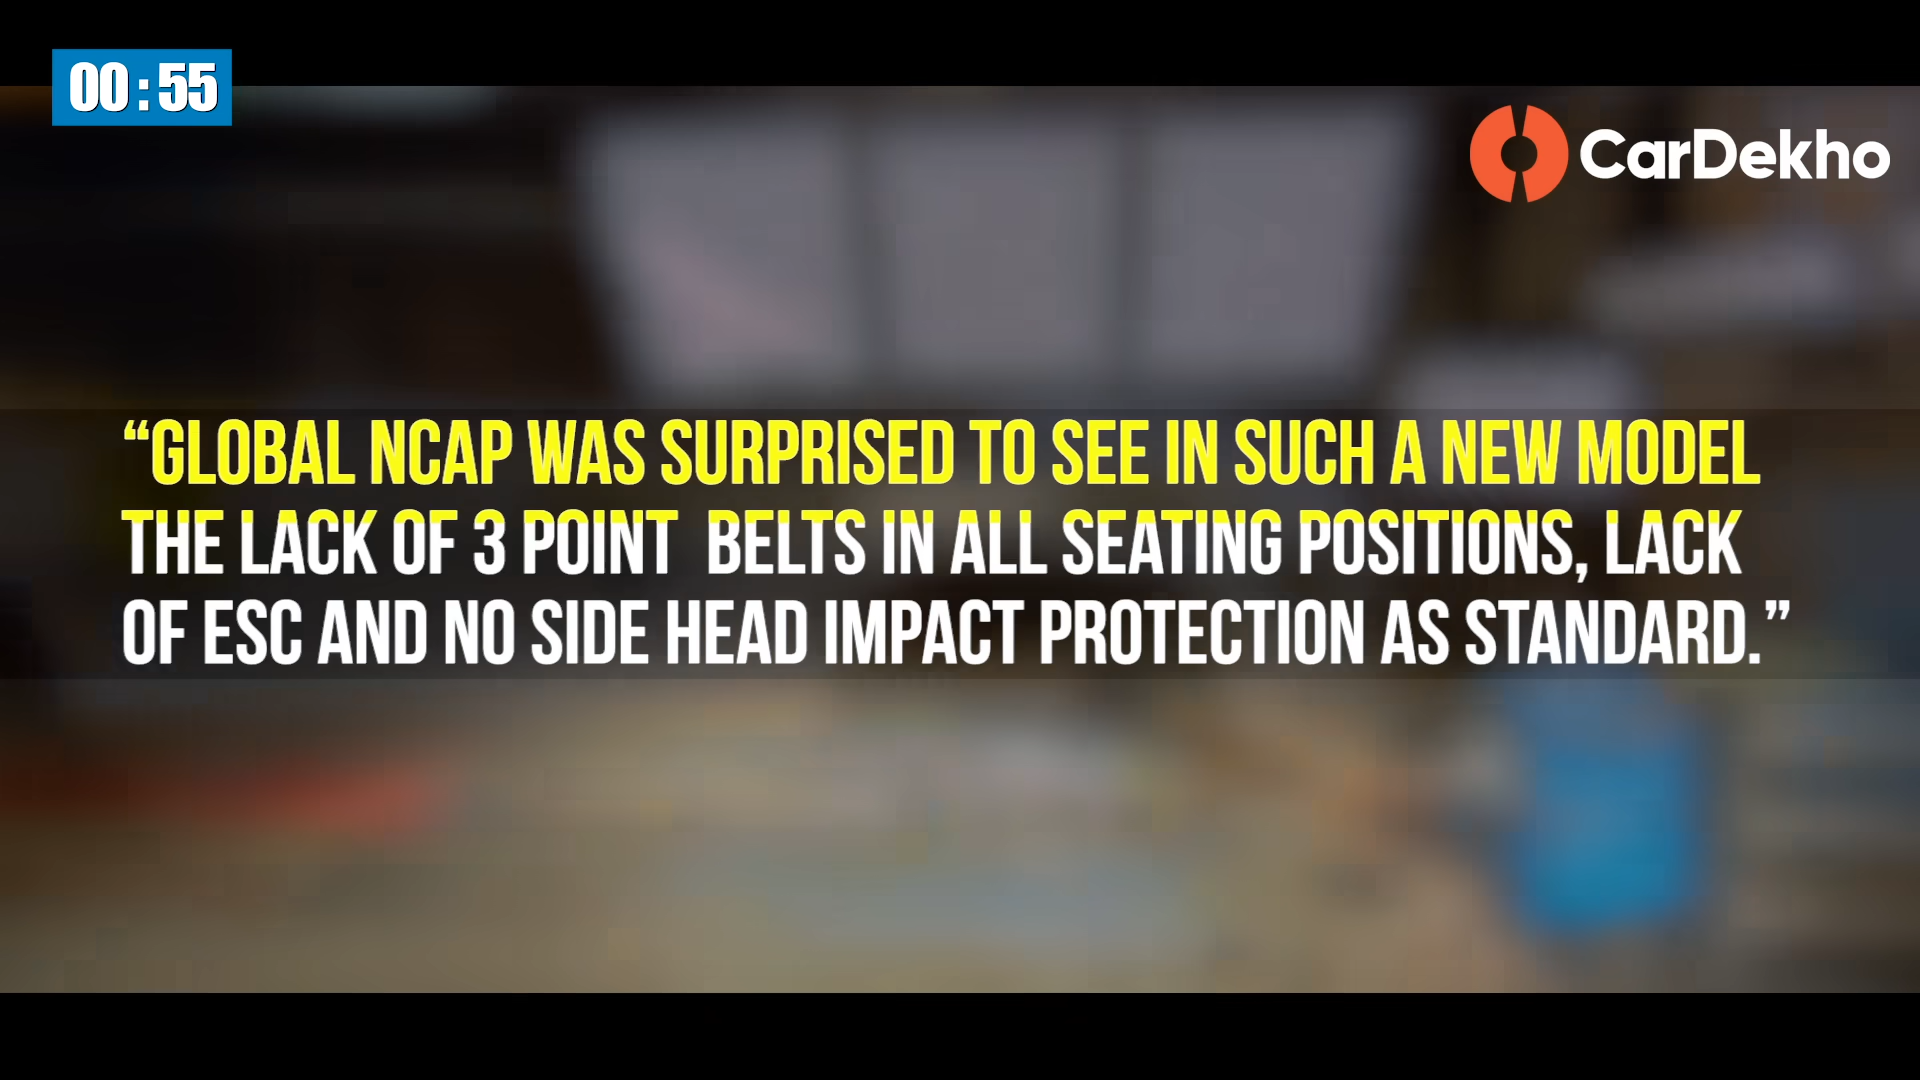 00:55
CarDekho
“GLOBAL NCAP WAS SURPRISED TO SEE IN SUCH A NEW MODEL
THE LACK OF 3 POINT  BELTS IN ALL SEATING POSITIONS, LACK
OF ESC AND NO SIDE HEAD IMPACT PROTECTION AS STANDARD.”